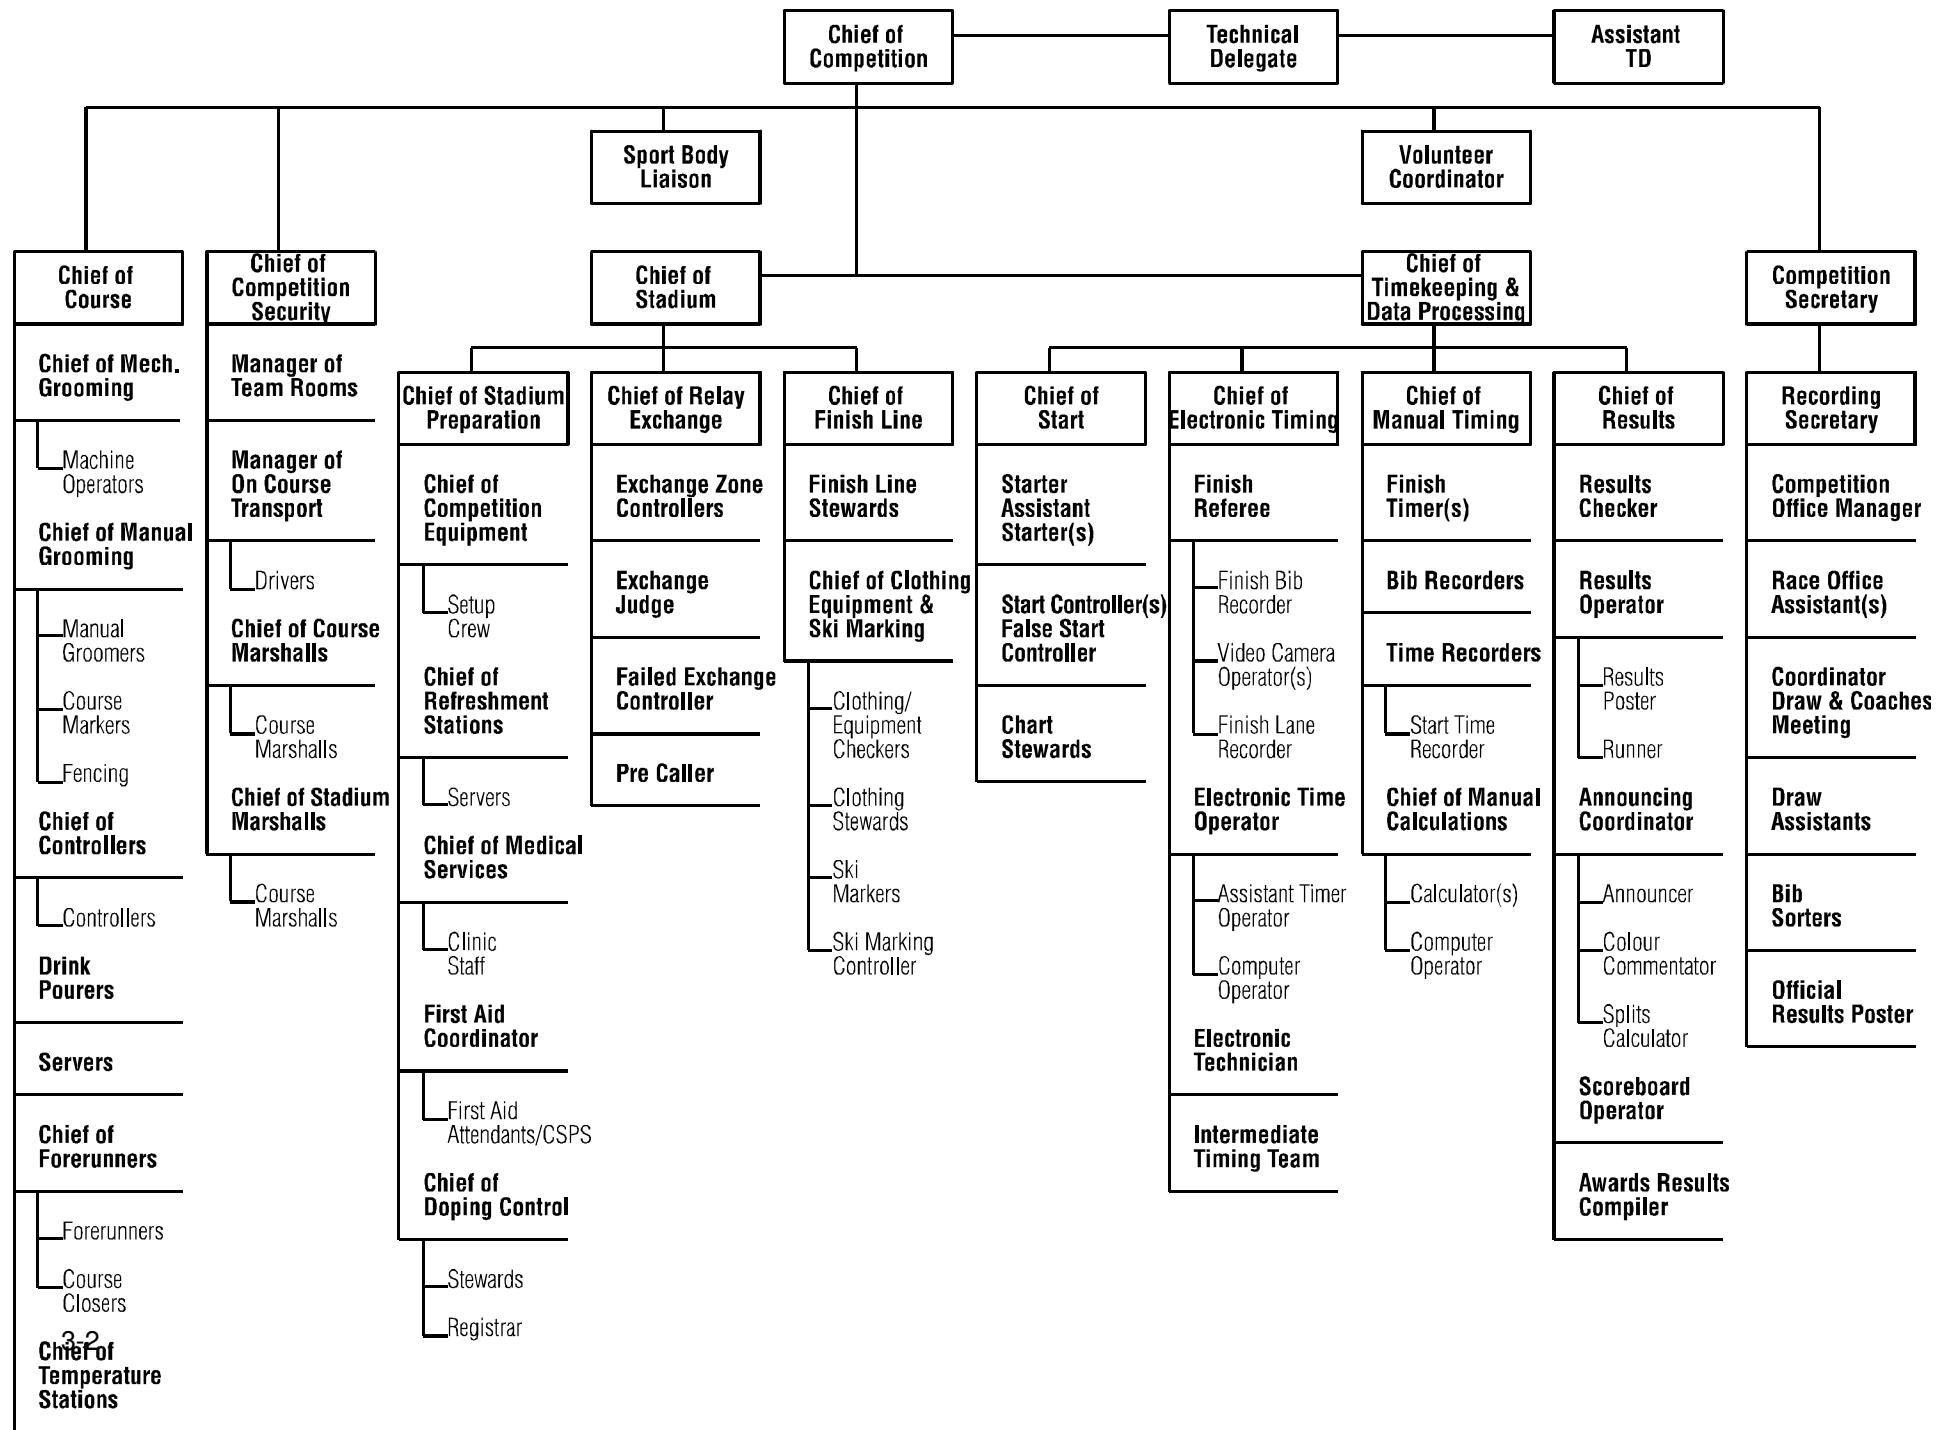 Chief of
Competition
Technical
Delegate
Assistant
TD
Sport Body
Liaison
Volunteer
Coordinator
Chief of
Course
Chief of
Competition
Security
Chief of
Stadium
Chief of
Timekeeping &
Data Processing
Competition
Secretary
Chief of Mech.
Grooming
Machine
Operators
Chief of Manual
Grooming
Manual
Groomers
Course
Markers
Fencing
Chief of
Controllers
Controllers
Drink
Pourers
Servers
Chief of
Forerunners
Forerunners
Course
Closers
3-2
Chief of
Temperature
Stations
Manager of
Team Rooms
Manager of
On Course
Transport
Drivers
Chief of Course
Marshalls
Course
Marshalls
Chief of Stadium
Marshalls
Course
Marshalls
Chief of Stadium
Preparation
Chief of
Competition
Equipment
Setup
Crew
Chief of
Refreshment
Stations
Servers
Chief of Medical
Services
Clinic
Staff
First Aid
Coordinator
First Aid
Attendants/CSPS
Chief of
Doping Control
Stewards
Registrar
Chief of Relay
Exchange
Exchange Zone
Controllers
Exchange
Judge
Failed Exchange
Controller
Pre Caller
Chief of
Finish Line
Finish Line
Stewards
Chief of Clothing
Equipment &
Ski Marking
Clothing/
Equipment
Checkers
Clothing
Stewards
Ski
Markers
Ski Marking
Controller
Chief of
Start
Starter
Assistant
Starter(s)
Start Controller(s)
False Start
Controller
Chart
Stewards
Chief of
Electronic Timing
Finish
Referee
Finish Bib
Recorder
Video Camera
Operator(s)
Finish Lane
Recorder
Electronic Time
Operator
Assistant Timer
Operator
Computer
Operator
Electronic
Technician
Intermediate
Timing Team
Chief of
Manual Timing
Finish
Timer(s)
Bib Recorders
Time Recorders
Start Time
Recorder
Chief of Manual
Calculations
Calculator(s)
Computer
Operator
Chief of
Results
Results
Checker
Results
Operator
Results
Poster
Runner
Announcing
Coordinator
Announcer
Colour
Commentator
Splits
Calculator
Scoreboard
Operator
Awards Results
Compiler
Recording
Secretary
Competition
Office Manager
Race Office
Assistant(s)
Coordinator
Draw & Coaches
Meeting
Draw
Assistants
Bib
Sorters
Official
Results Poster